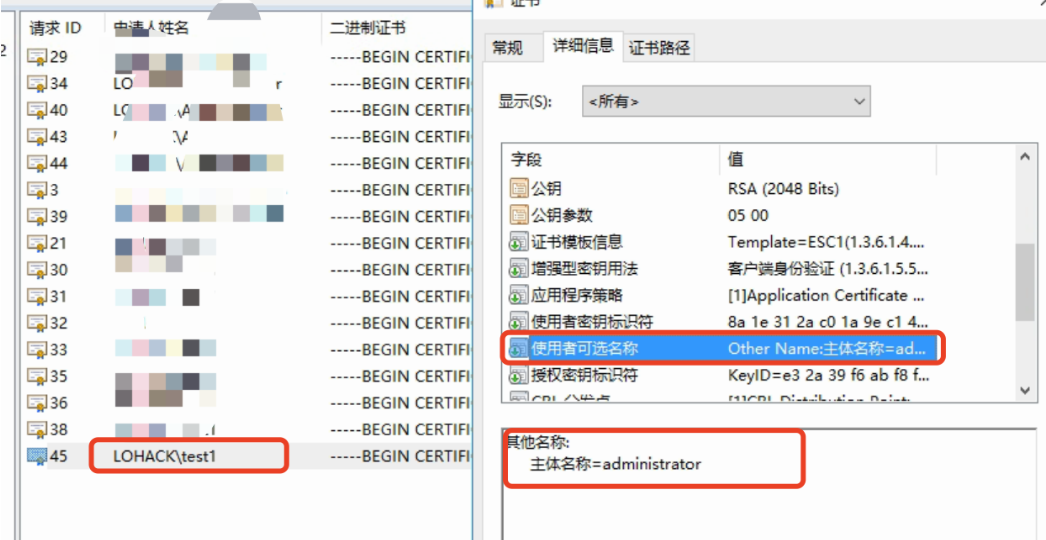 请求 ID 申请人姓名 二进制证书
29 -----BEGIN CERTIFI
34 LO r -----BEGIN CERTIFI
40 -----BEGIN CERTIFI
43 -----BEGIN CERTIFI
44 \ -----BEGIN CERTIFI
3 -----BEGIN CERTIFI
39 -----BEGIN CERTIFI
21 -----BEGIN CERTIFI
30 -----BEGIN CERTIFI
31 -----BEGIN CERTIFI
32 -----BEGIN CERTIFI
33 -----BEGIN CERTIFI
35 -----BEGIN CERTIFI
36 -----BEGIN CERTIFI
38 -----BEGIN CERTIFI
45 LOHACK\test1 -----BEGIN CERTIFI
2
证书
常规 详细信息 证书路径
显示(S): <所有>
字段 值
公钥 RSA (2048 Bits)
公钥参数 05 00
证书模板信息 Template=ESC1(1.3.6.1.4....
增强型密钥用法 客户端身份验证 (1.3.6.1.5.5...
应用程序策略 [1]Application Certificate ...
使用者密钥标识符 8a 1e 31 2a c0 1a 9e c1 4...
使用者可选名称 Other Name:主体名称=ad...
授权密钥标识符 KeyID=e3 2a 39 f6 ab f8 f...
CRL 分发点 [1]CRL Distribution Point:
其他名称:
主体名称=administrator